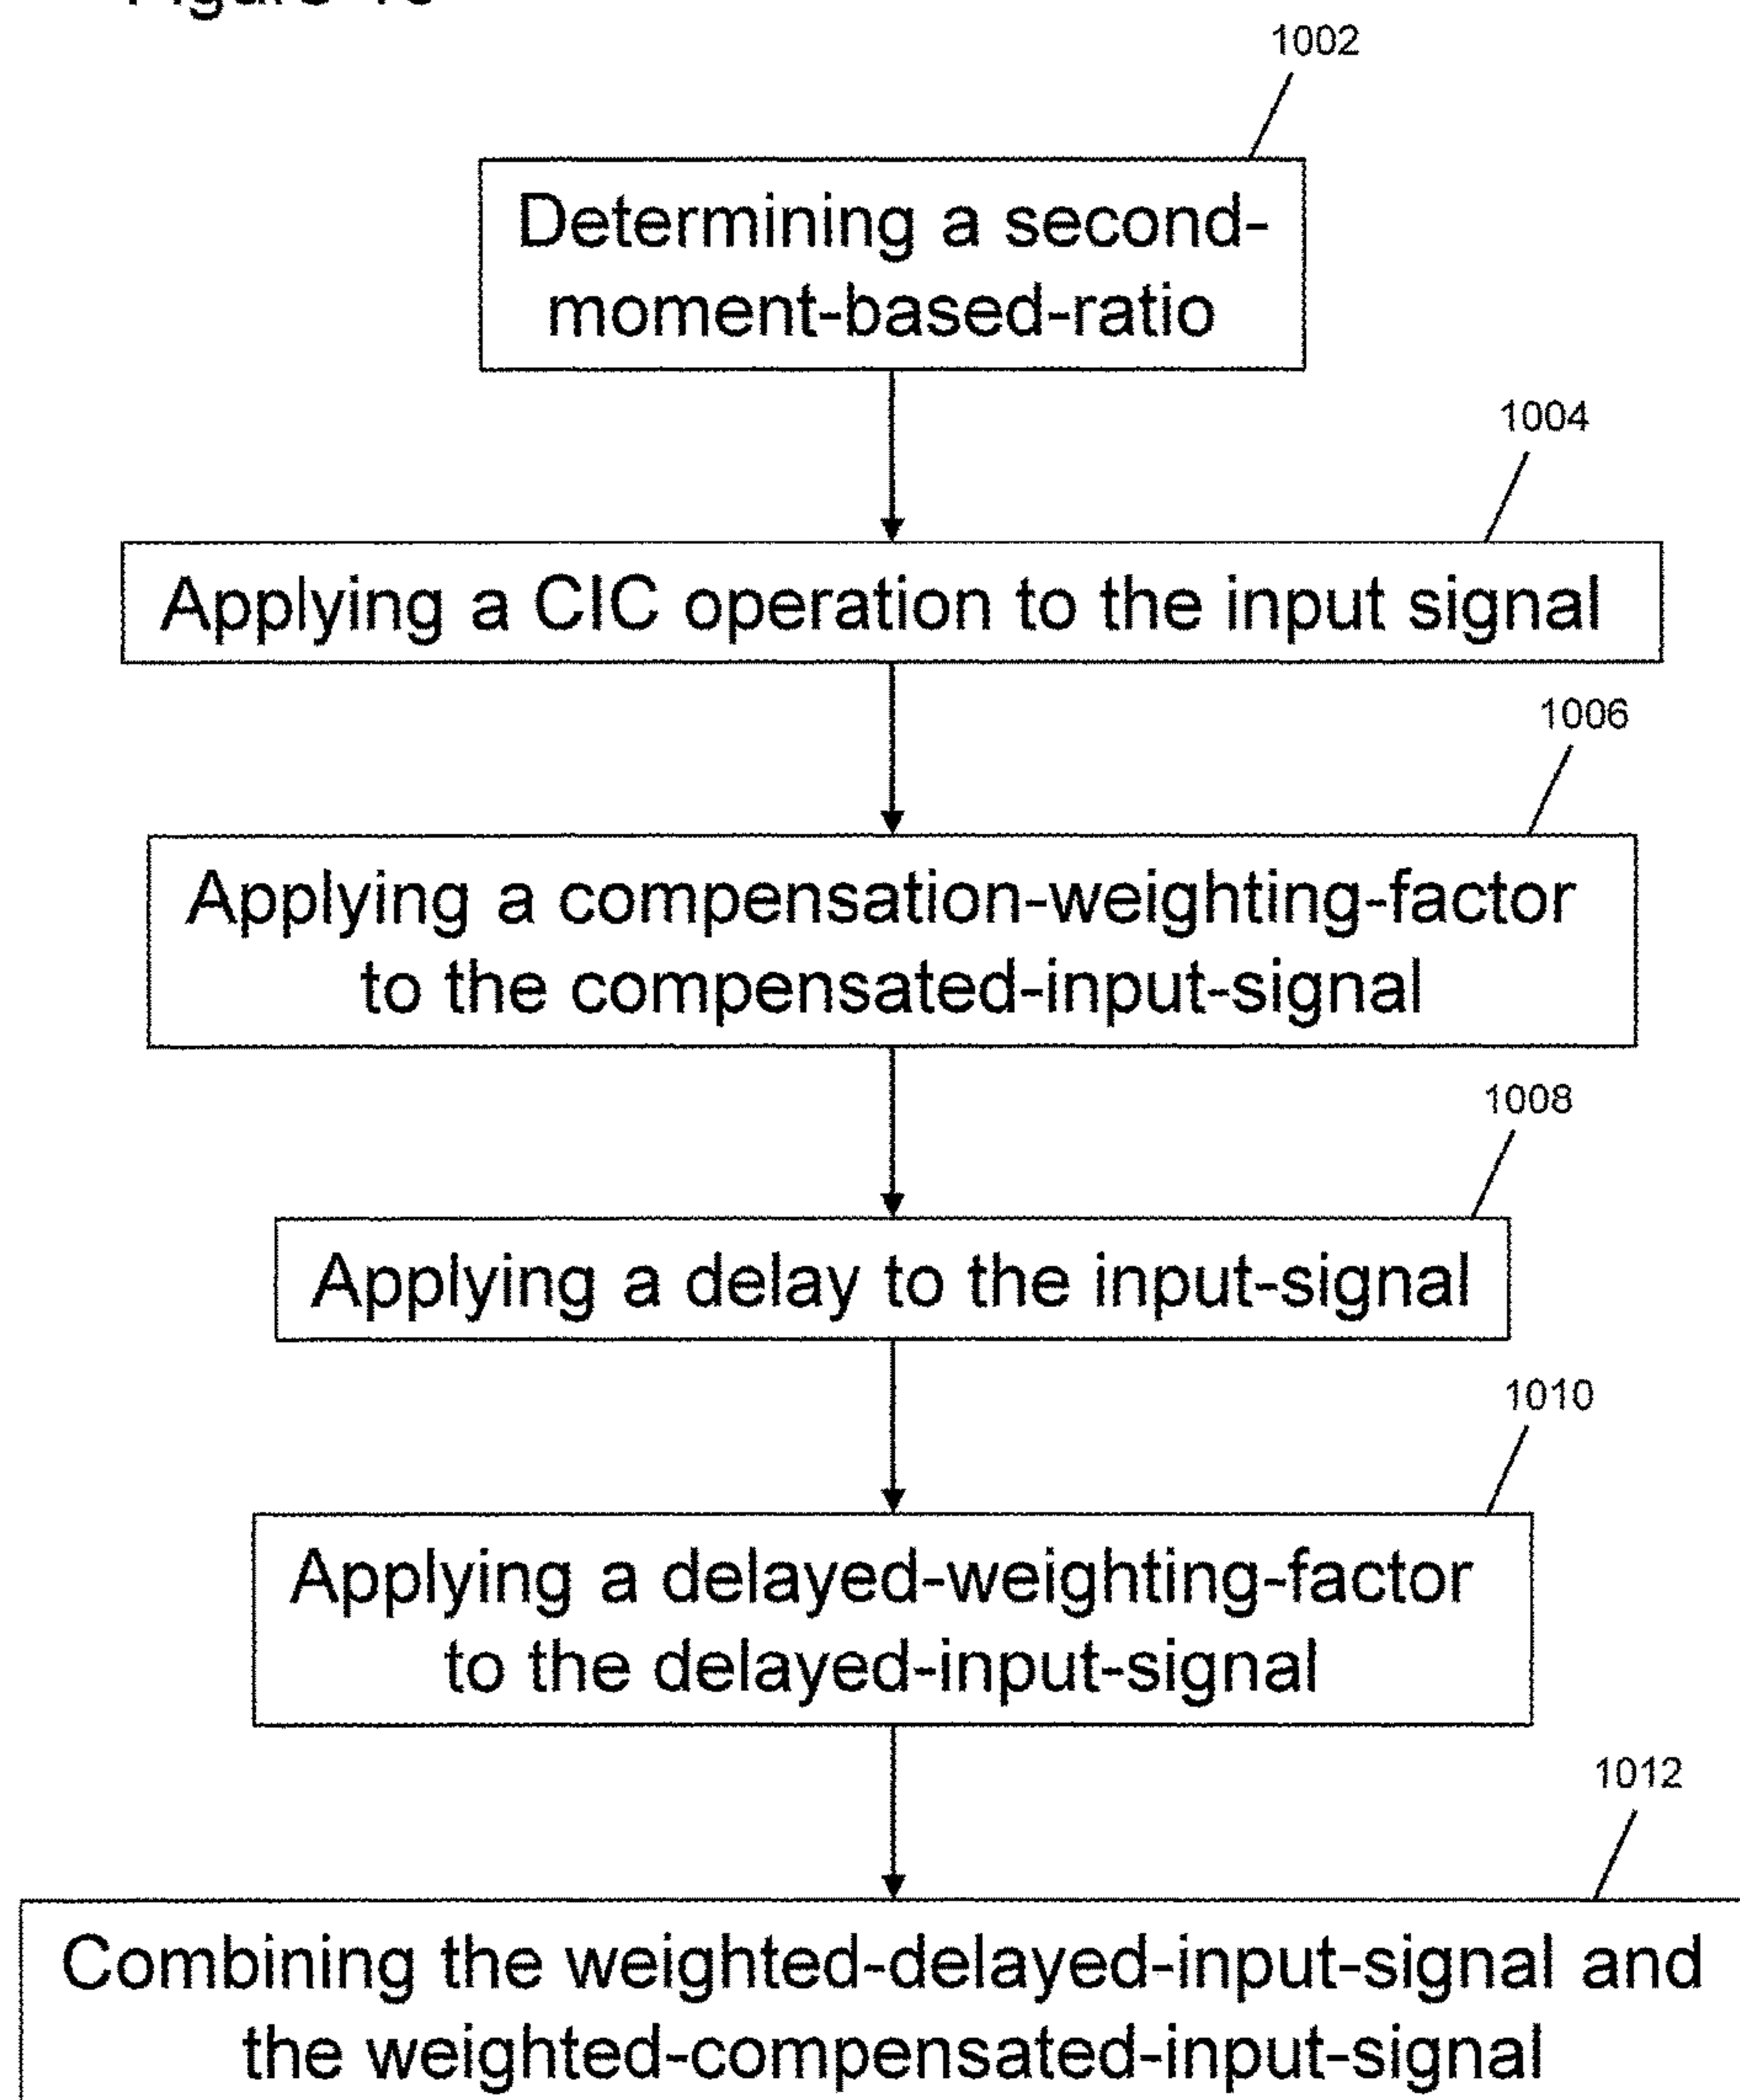 1002
Determining a second-
moment-based-ratio
1004
Applying a CIC operation to the input signal
1006
Applying a compensation-weighting-factor
to the compensated-input-signal
1008
Applying a delay to the input-signal
1010
Applying a delayed-weighting-factor
to the delayed-input-signal
1012
Combining the weighted-delayed-input-signal and
the weighted-compensated-input-signal